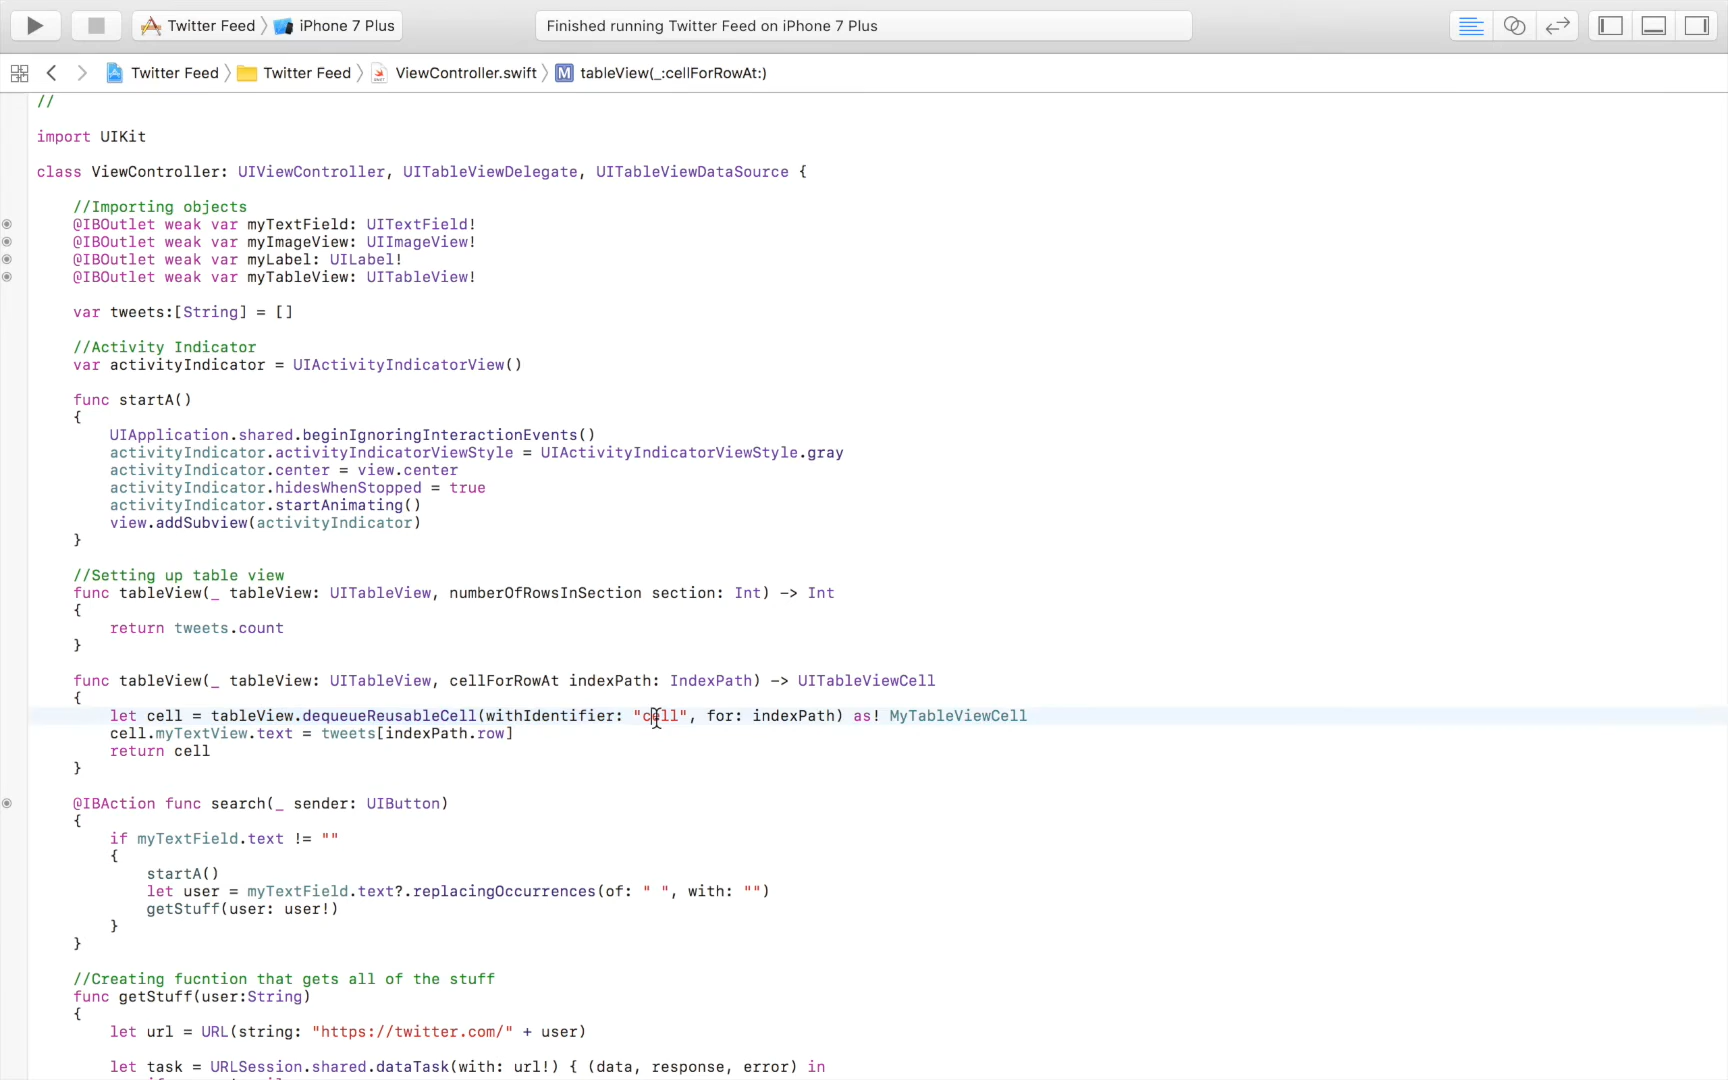 Twitter Feed 〉 iPhone 7 Plus
Finished running Twitter Feed on iPhone 7 Plus
Twitter Feed 〉 Twitter Feed 〉 ViewController.swift 〉 M tableView(_:cellForRowAt:)
//
import UIKit
class ViewController: UIViewController, UITableViewDelegate, UITableViewDataSource {
//Importing objects
@IBOutlet weak var myTextField: UITextField!
@IBOutlet weak var myImageView: UIImageView!
@IBOutlet weak var myLabel: UILabel!
@IBOutlet weak var myTableView: UITableView!
var tweets:[String] = []
//Activity Indicator
var activityIndicator = UIActivityIndicatorView()
func startA()
{
UIApplication.shared.beginIgnoringInteractionEvents()
activityIndicator.activityIndicatorViewStyle = UIActivityIndicatorViewStyle.gray
activityIndicator.center = view.center
activityIndicator.hidesWhenStopped = true
activityIndicator.startAnimating()
view.addSubview(activityIndicator)
}
//Setting up table view
func tableView(_ tableView: UITableView, numberOfRowsInSection section: Int) -> Int
{
return tweets.count
}
func tableView(_ tableView: UITableView, cellForRowAt indexPath: IndexPath) -> UITableViewCell
{
let cell = tableView.dequeueReusableCell(withIdentifier: "cell", for: indexPath) as! MyTableViewCell
cell.myTextView.text = tweets[indexPath.row]
return cell
}
@IBAction func search(_ sender: UIButton)
{
if myTextField.text != ""
{
startA()
let user = myTextField.text?.replacingOccurrences(of: " ", with: "")
getStuff(user: user!)
}
}
//Creating fucntion that gets all of the stuff
func getStuff(user:String)
{
let url = URL(string: "https://twitter.com/" + user)
let task = URLSession.shared.dataTask(with: url!) { (data, response, error) in